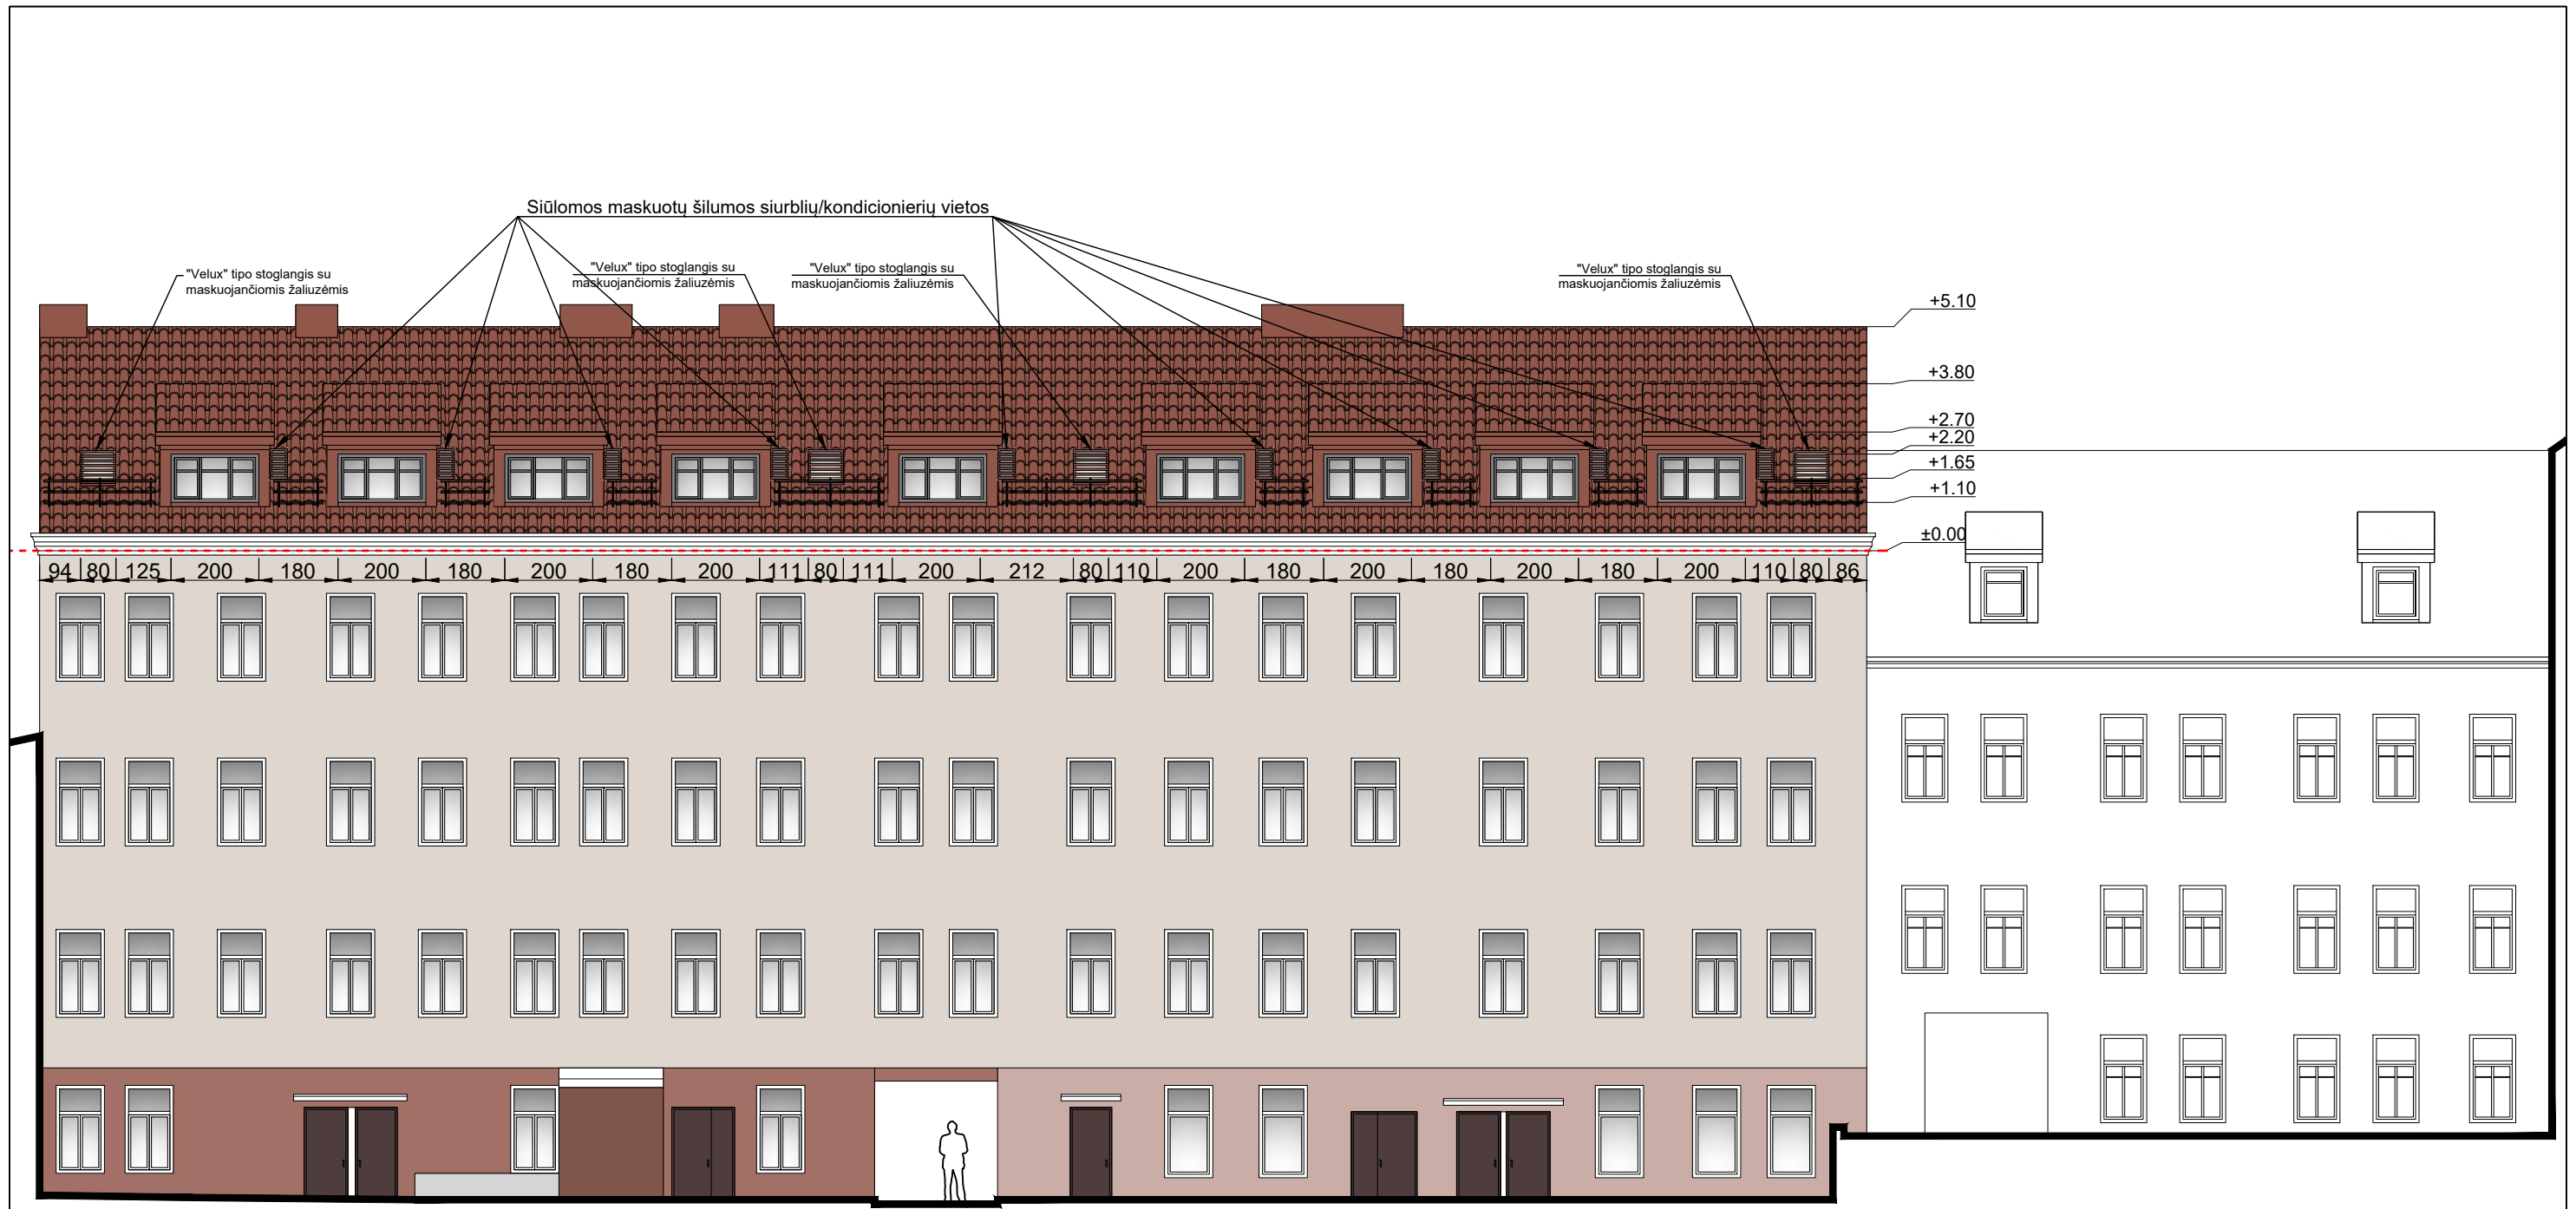 Siūlomos maskuotų šilumos siurblių/kondicionierių vietos
"Velux" tipo stoglangis su
maskuojančiomis žaliuzėmis
"Velux" tipo stoglangis su
maskuojančiomis žaliuzėmis
"Velux" tipo stoglangis su
maskuojančiomis žaliuzėmis
"Velux" tipo stoglangis su
maskuojančiomis žaliuzėmis
+5.10
+3.80
+2.70
+2.20
+1.65
+1.10
±0.00
94 80 125 200 180 200 180 200 180 200 111 80 111 200 212 80 110 200 180 200 180 200 180 200 110 80 86